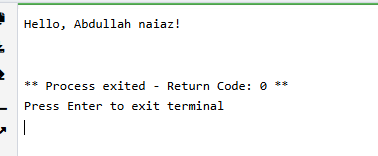 Hello, Abdullah naiaz!
** Process exited - Return Code: 0 **
Press Enter to exit terminal